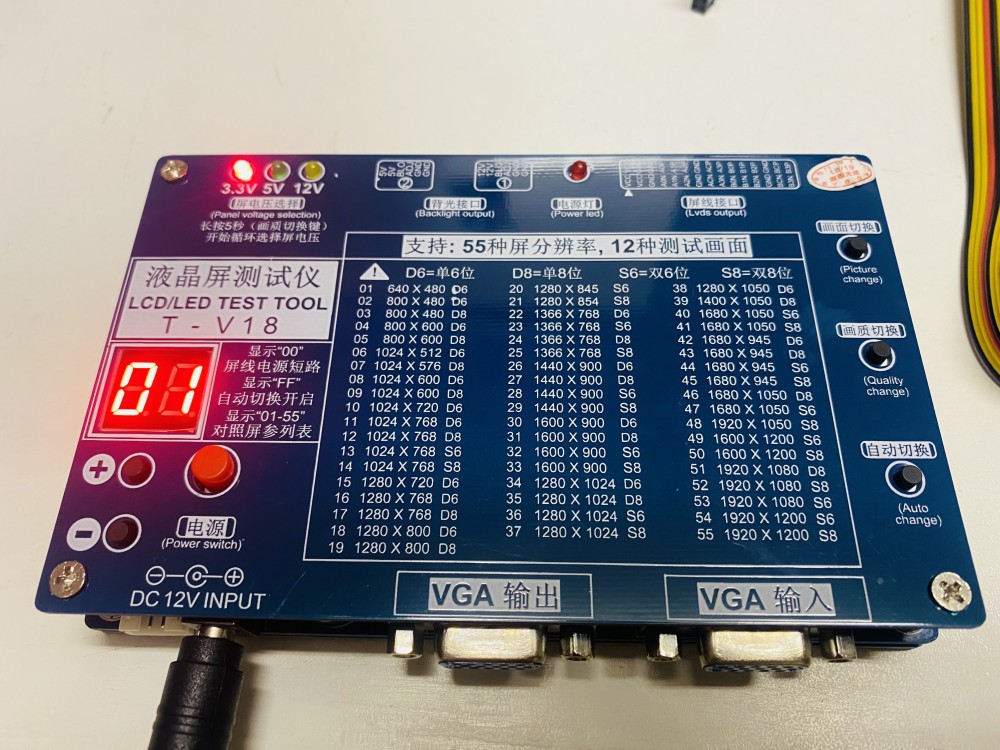 3.3V 5V 12V
屏电压选择
(Panel voltage selection)
长按5秒（画质切换键）
开始循环选择屏电压
5V 5V BLO ADJ GND GND
②
背光接口
(Backlight output)
12V 12V BLO ADJ GND GND
①
电源灯
(Power led)
屏线接口
(Lvds output)
画面切换
(Picture change)
画质切换
(Quality change)
自动切换
(Auto change)
液晶屏测试仪
LCD/LED TEST TOOL
T - V18
01
显示“00”
屏线电源短路
显示“FF”
自动切换开启
显示“01-55”
对照屏参列表
+
-
电源
(Power switch)
DC 12V INPUT
支持: 55种屏分辨率, 12种测试画面
D6=单6位 D8=单8位 S6=双6位 S8=双8位
01 640 X 480 D6
02 800 X 480 D6
03 800 X 480 D8
04 800 X 600 D6
05 800 X 600 D8
06 1024 X 512 D6
07 1024 X 576 D8
08 1024 X 600 D6
09 1024 X 600 D8
10 1024 X 720 D6
11 1024 X 768 D6
12 1024 X 768 D8
13 1024 X 768 S6
14 1024 X 768 S8
15 1280 X 720 D6
16 1280 X 768 D6
17 1280 X 768 D8
18 1280 X 800 D6
19 1280 X 800 D8
20 1280 X 845 S6
21 1280 X 854 S8
22 1366 X 768 D6
23 1366 X 768 S6
24 1366 X 768 D8
25 1366 X 768 S8
26 1440 X 900 D6
27 1440 X 900 D8
28 1440 X 900 S6
29 1440 X 900 S8
30 1600 X 900 D6
31 1600 X 900 D8
32 1600 X 900 S6
33 1600 X 900 S8
34 1280 X 1024 D6
35 1280 X 1024 D8
36 1280 X 1024 S6
37 1280 X 1024 S8
38 1280 X 1050 D6
39 1400 X 1050 D8
40 1680 X 1050 S6
41 1680 X 1050 S8
42 1680 X 945 D6
43 1680 X 945 D8
44 1680 X 945 S6
45 1680 X 945 S8
46 1680 X 1050 D8
47 1680 X 1050 S6
48 1920 X 1050 S8
49 1600 X 1200 S6
50 1600 X 1200 S8
51 1920 X 1080 D8
52 1920 X 1080 S8
53 1920 X 1080 S6
54 1920 X 1200 S6
55 1920 X 1200 S8
VGA 输出
VGA 输入